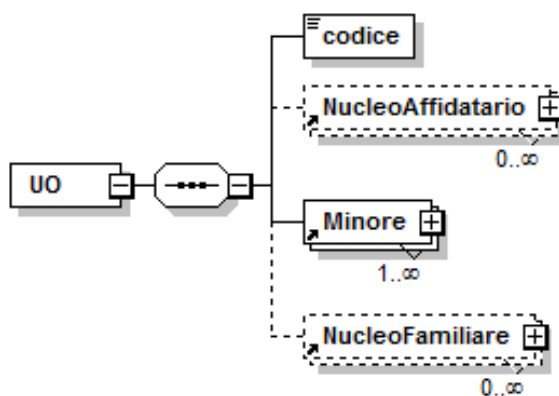 codice
NucleoAffidatario
0..∞
UO
Minore
1..∞
NucleoFamiliare
0..∞